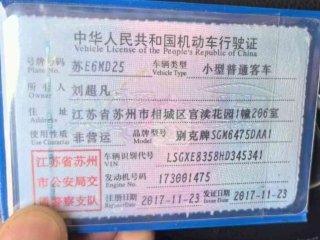 中华人民共和国机动车行驶证
Vehicle License of the People's Republic of China
号牌号码 苏E6MD25 车辆类型 小型普通客车
Plate No. Vehicle Type
所有人 刘超凡
Owner
住址 江苏省苏州市相城区宫渎花园1幢206室
Address
使用性质 非营运 品牌型号 别克牌SGM6475DAA1
Use Character Model
江苏省苏州市公安局交通警察支队
车辆识别代号 LSGXE8358HD345341
VIN
发动机号码 173001475
Engine No.
注册日期 2017-11-23 发证日期 2017-11-23
Register Date Issue Date